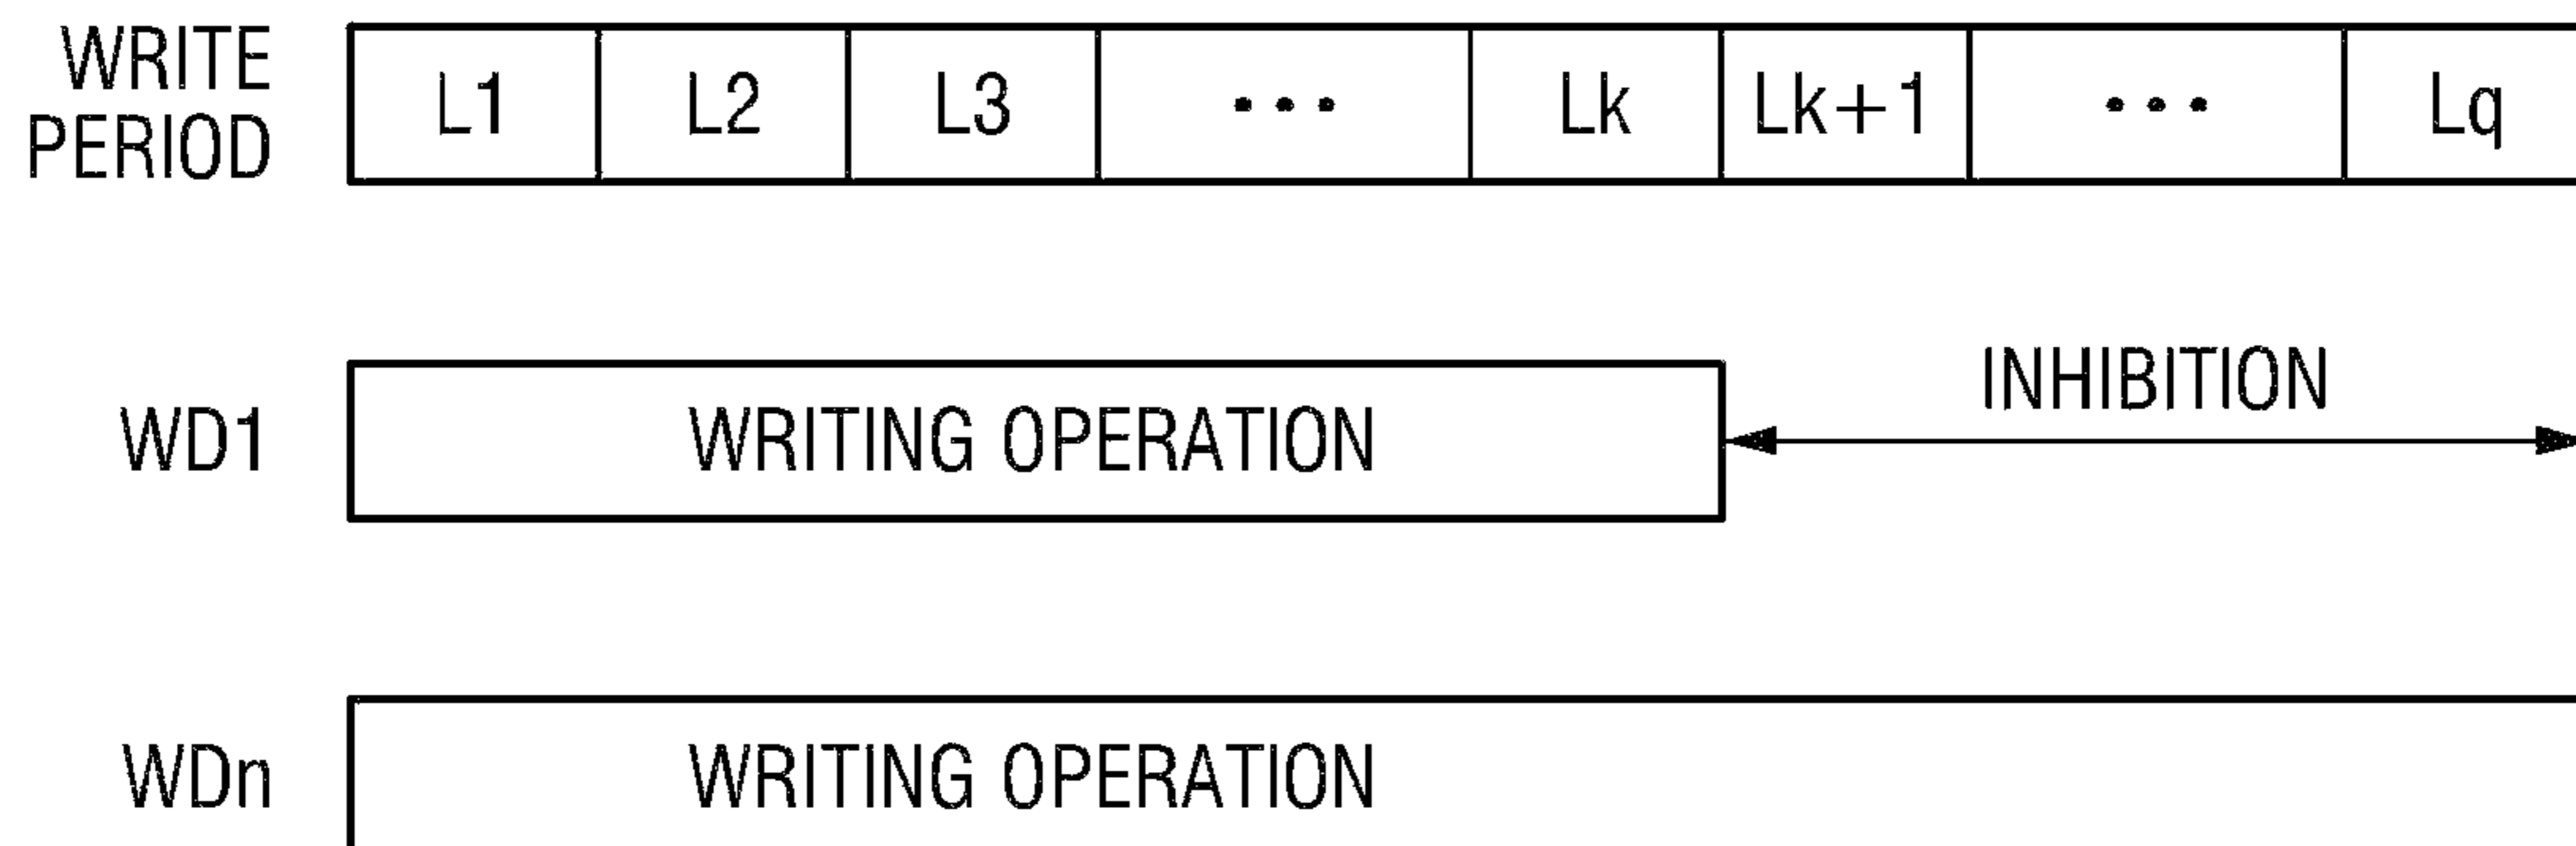 WRITE
PERIOD
L1 L2 L3 ••• Lk Lk+1 ••• Lq
INHIBITION
WD1 WRITING OPERATION
WDn WRITING OPERATION